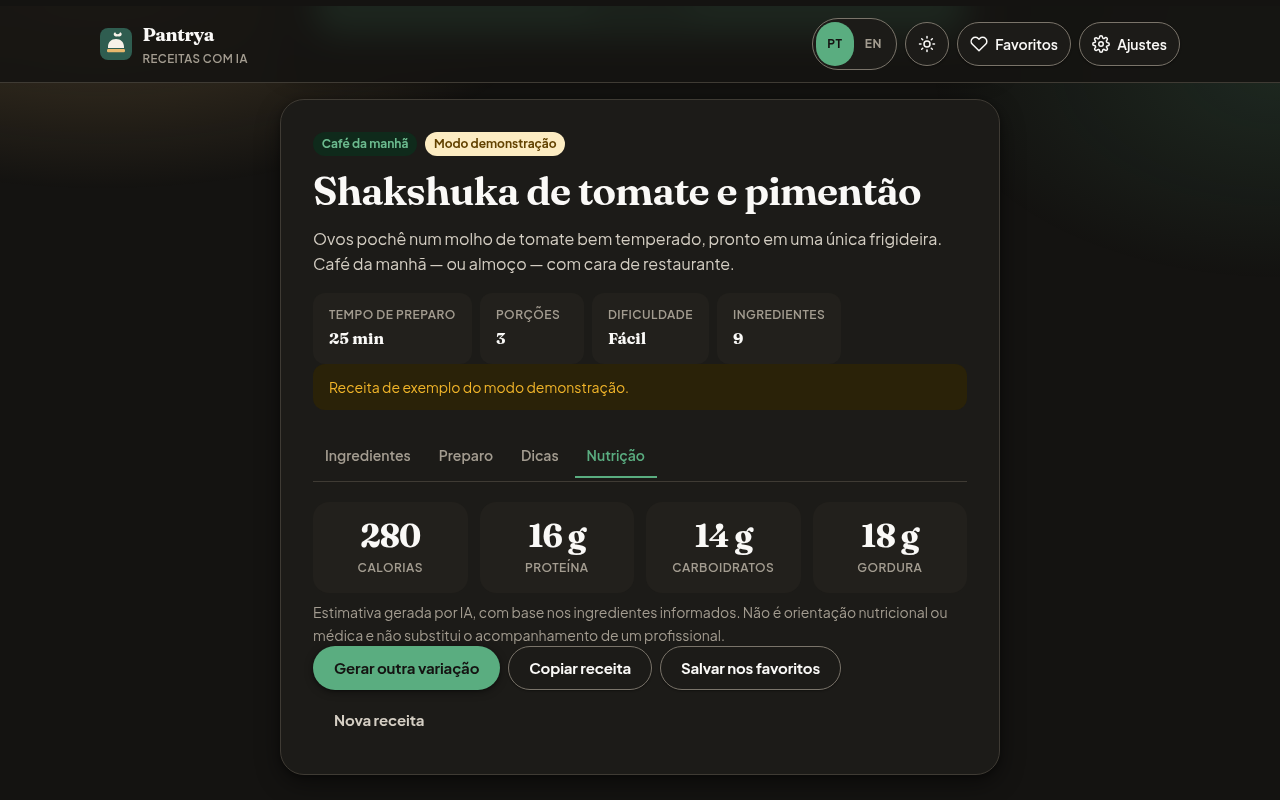 Pantrya
RECEITAS COM IA
PT
EN
Favoritos
Ajustes
Café da manhã
Modo demonstração
Shakshuka de tomate e pimentão
Ovos pochê num molho de tomate bem temperado, pronto em uma única frigideira.
Café da manhã — ou almoço — com cara de restaurante.
TEMPO DE PREPARO
25 min
PORÇÕES
3
DIFICULDADE
Fácil
INGREDIENTES
9
Receita de exemplo do modo demonstração.
Ingredientes
Preparo
Dicas
Nutrição
280
CALORIAS
16 g
PROTEÍNA
14 g
CARBOIDRATOS
18 g
GORDURA
Estimativa gerada por IA, com base nos ingredientes informados. Não é orientação nutricional ou
médica e não substitui o acompanhamento de um profissional.
Gerar outra variação
Copiar receita
Salvar nos favoritos
Nova receita